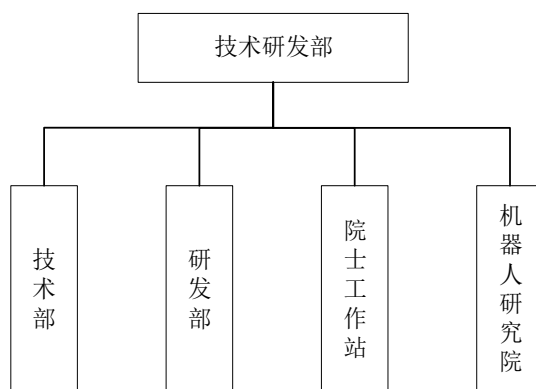 技术研发部
技术部
研发部
院士工作站
机器人研究院